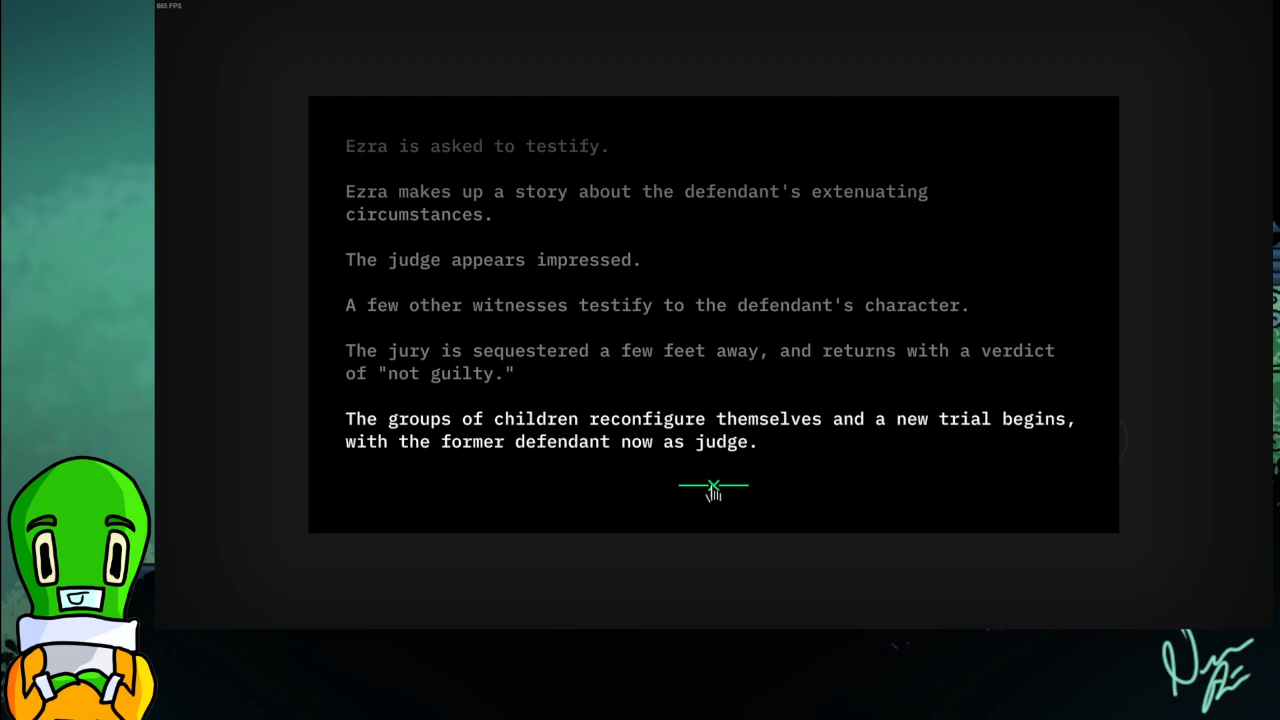 665 FPS
Ezra is asked to testify.
Ezra makes up a story about the defendant's extenuating
circumstances.
The judge appears impressed.
A few other witnesses testify to the defendant's character.
The jury is sequestered a few feet away, and returns with a verdict
of "not guilty."
The groups of children reconfigure themselves and a new trial begins,
with the former defendant now as judge.